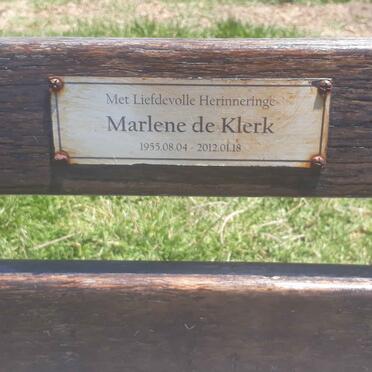 Met Liefdevolle Herinneringe
Marlene de Klerk
1955.08.04 - 2012.01.18